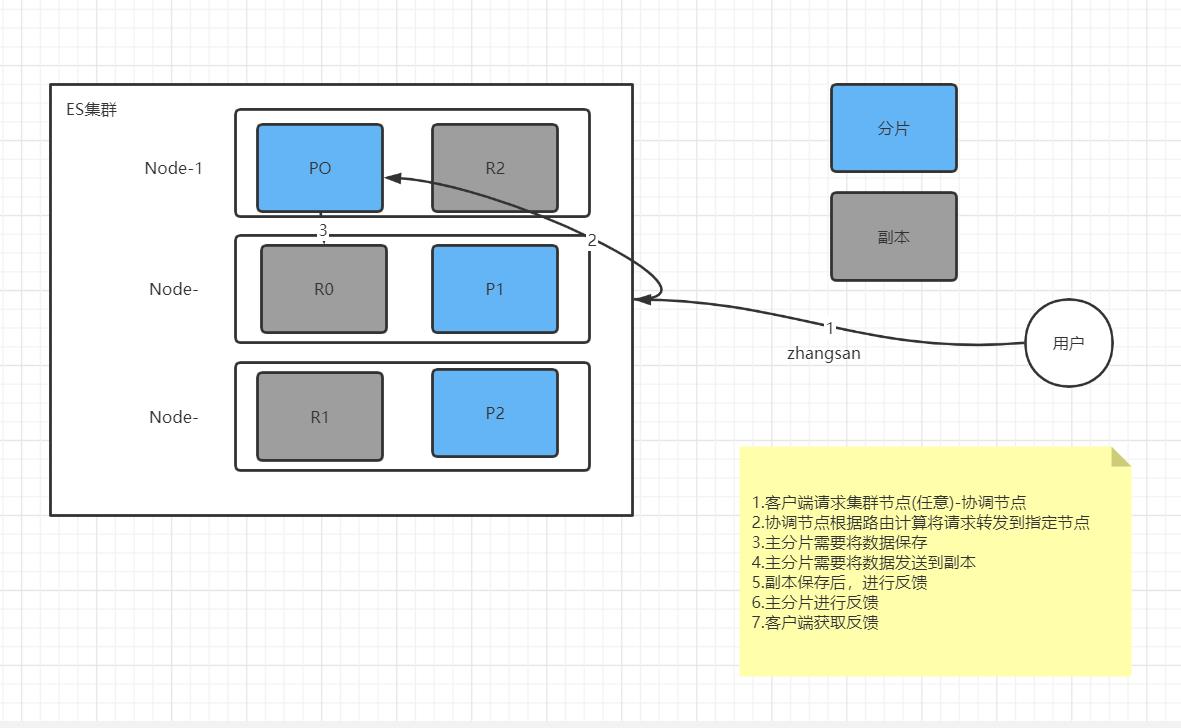 ES集群
Node-1
PO
R2
3
2
Node-
R0
P1
Node-
R1
P2
分片
副本
1
zhangsan
用户
1.客户端请求集群节点(任意)-协调节点
2.协调节点根据路由计算将请求转发到指定节点
3.主分片需要将数据保存
4.主分片需要将数据发送到副本
5.副本保存后，进行反馈
6.主分片进行反馈
7.客户端获取反馈